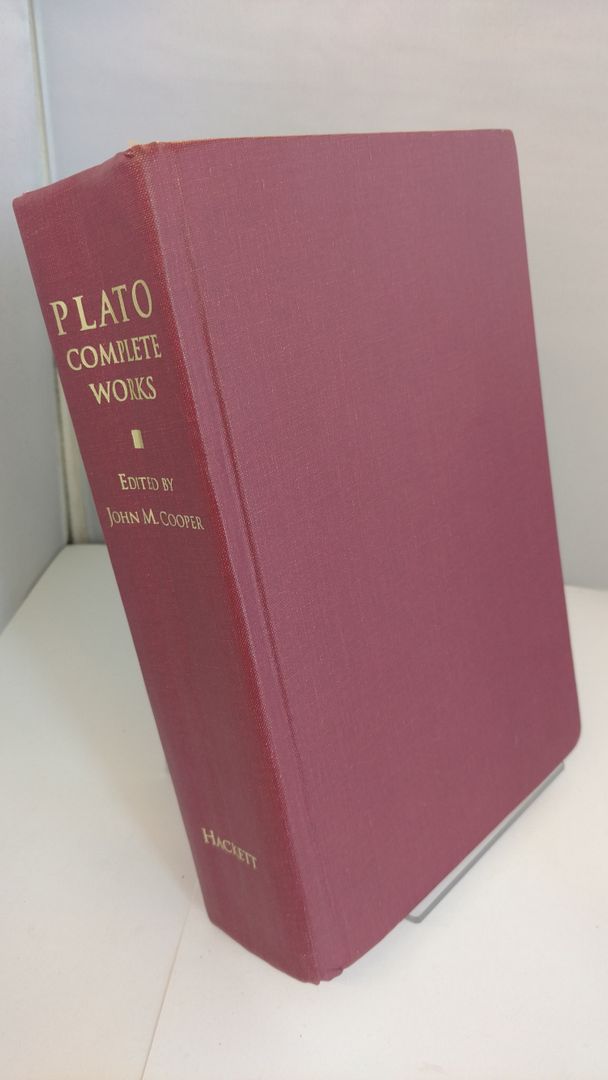 PLATO
COMPLETE
WORKS
EDITED BY
JOHN M. COOPER
HACKETT